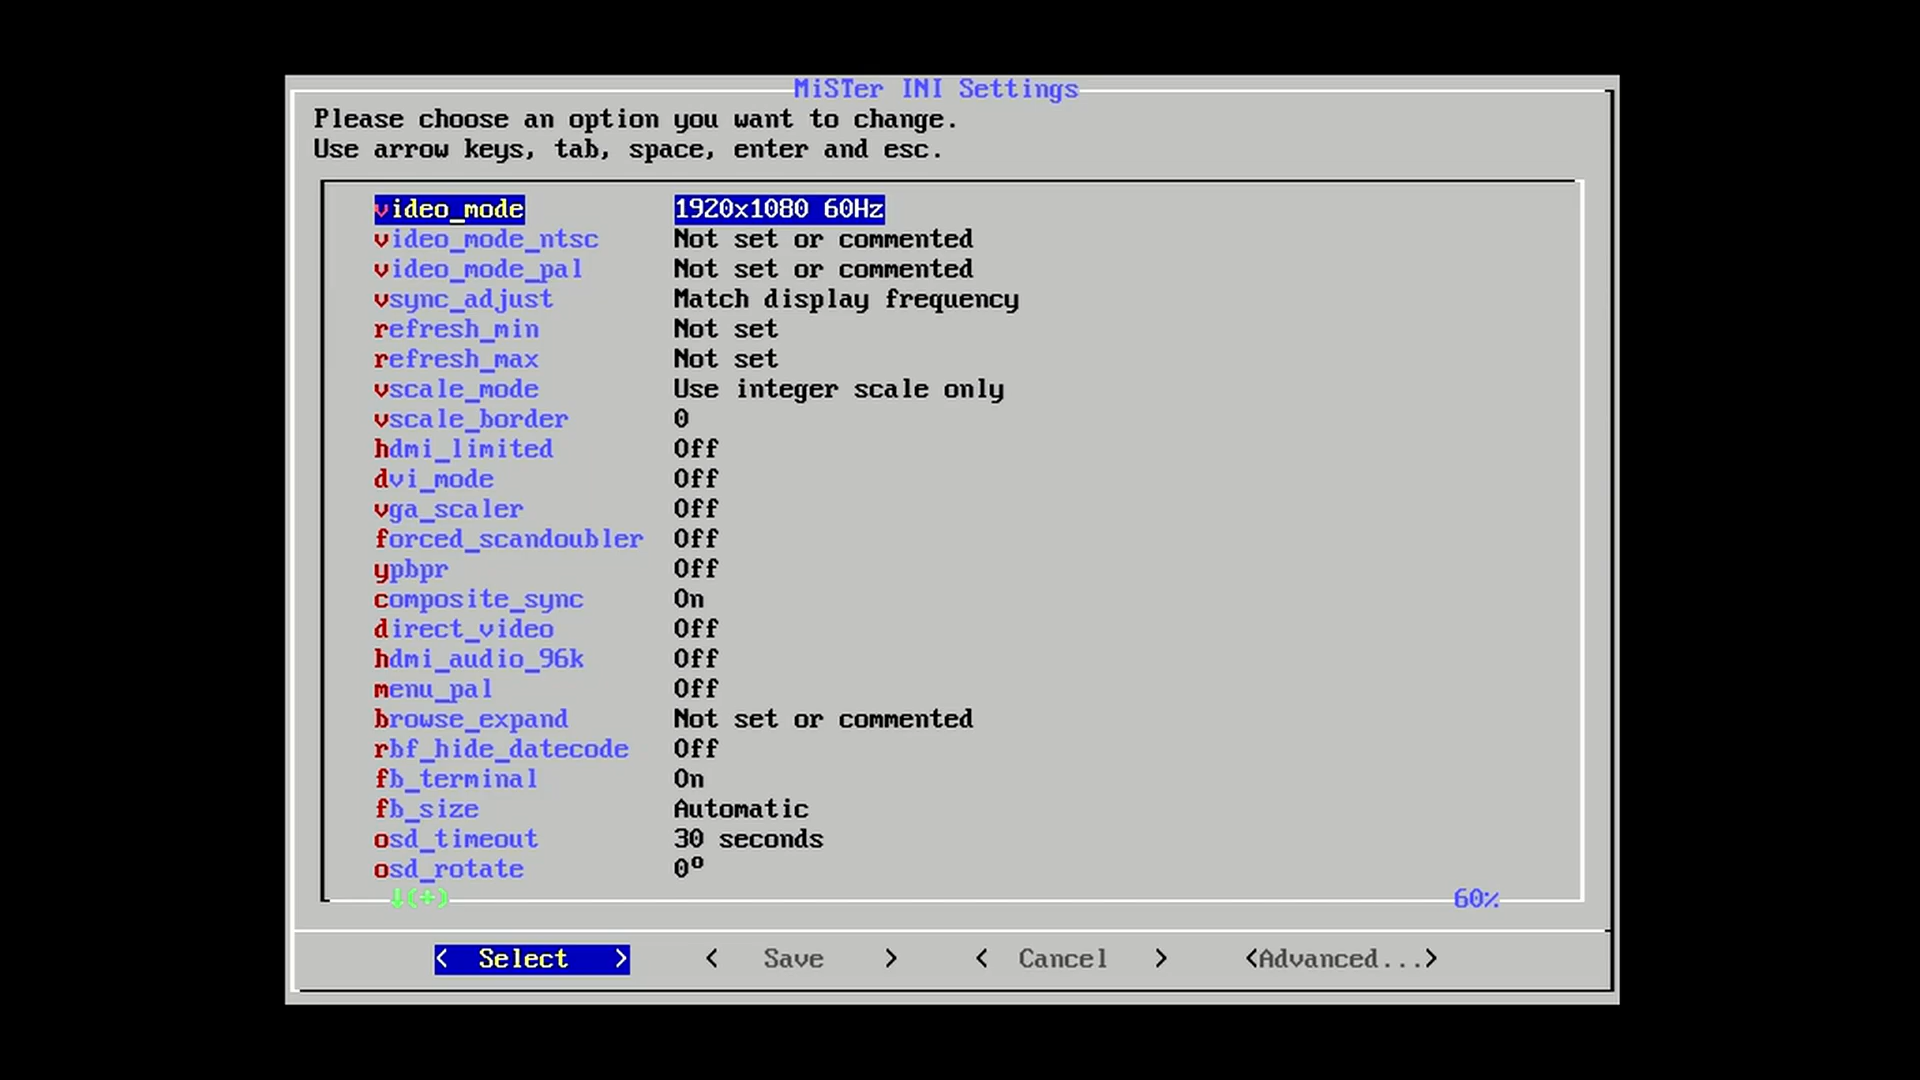 MiSTer INI Settings
Please choose an option you want to change.
Use arrow keys, tab, space, enter and esc.
video_mode 1920x1080 60Hz
video_mode_ntsc Not set or commented
video_mode_pal Not set or commented
vsync_adjust Match display frequency
refresh_min Not set
refresh_max Not set
vscale_mode Use integer scale only
vscale_border 0
hdmi_limited Off
dvi_mode Off
vga_scaler Off
forced_scandoubler Off
ypbpr Off
composite_sync On
direct_video Off
hdmi_audio_96k Off
menu_pal Off
browse_expand Not set or commented
rbf_hide_datecode Off
fb_terminal On
fb_size Automatic
osd_timeout 30 seconds
osd_rotate 0º
↓(+) 60%
< Select > < Save > < Cancel > <Advanced...>